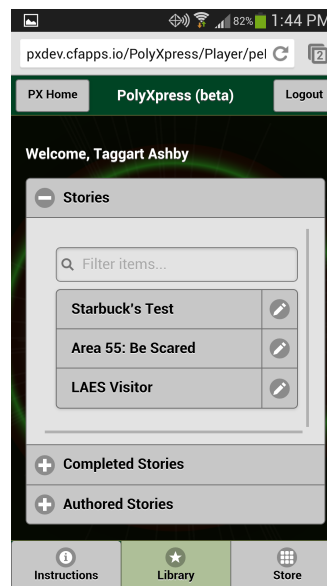 82% 1:44 PM
pxdev.cfapps.io/PolyXpress/Player/pel 2
PX Home PolyXpress (beta) Logout
Welcome, Taggart Ashby
Stories
Filter items...
Starbuck's Test
Area 55: Be Scared
LAES Visitor
Completed Stories
Authored Stories
Instructions Library Store